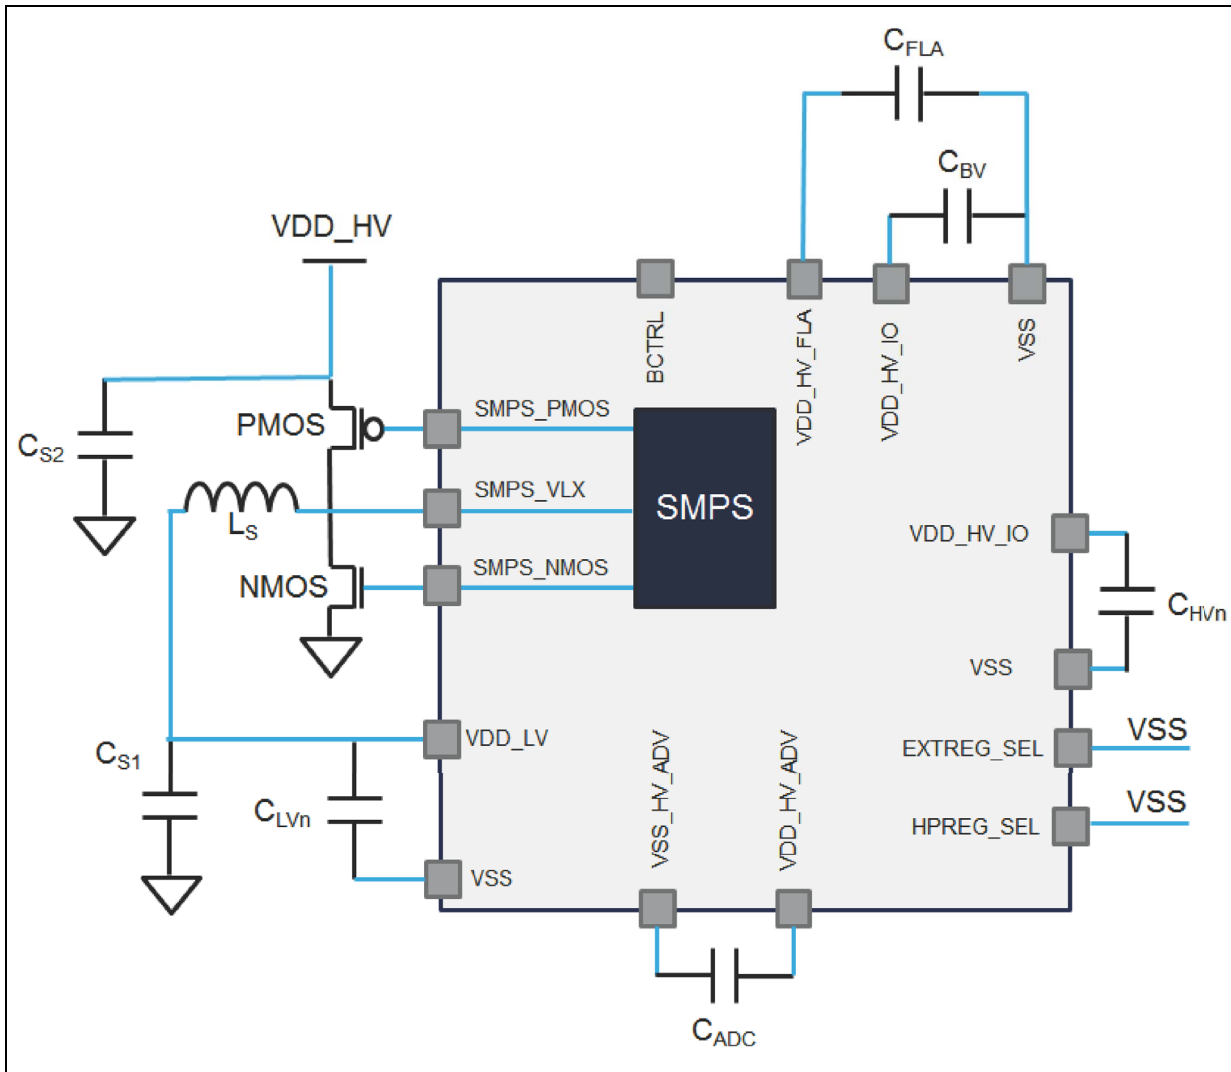 CFLA
CBV
VDD_HV
BCTRL
VDD_HV_FLA
VDD_HV_IO
VSS
PMOS
SMPS_PMOS
CS2
LS
SMPS_VLX
SMPS
NMOS
SMPS_NMOS
VDD_HV_IO
CHVn
VSS
CS1
VDD_LV
VSS_HV_ADV
VDD_HV_ADV
EXTREG_SEL
VSS
CLVn
HPREG_SEL
VSS
VSS
CADC